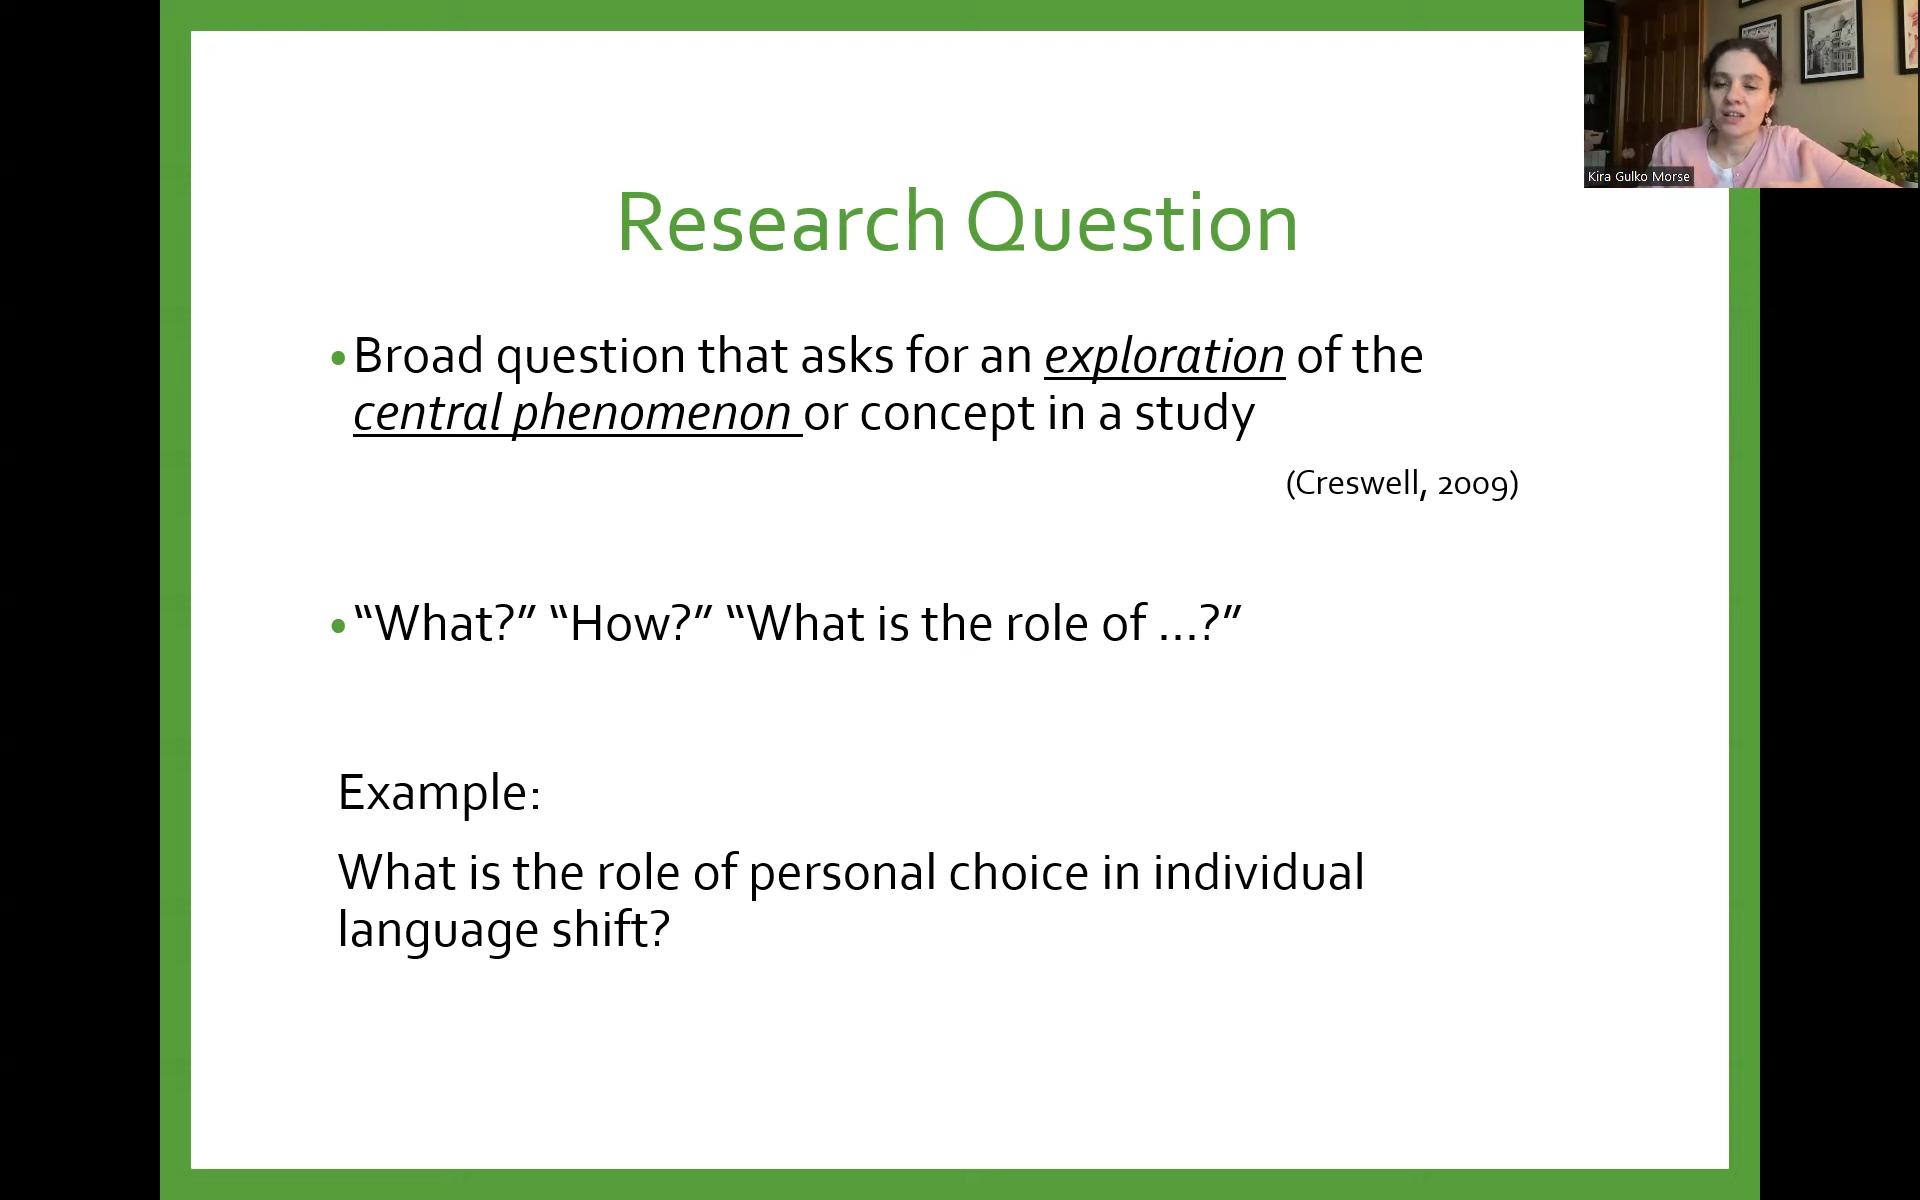 Kira Gulko Morse
Research Question
•Broad question that asks for an exploration of the
central phenomenon or concept in a study
(Creswell, 2009)
•“What?” “How?” “What is the role of ...?”
Example:
What is the role of personal choice in individual
language shift?